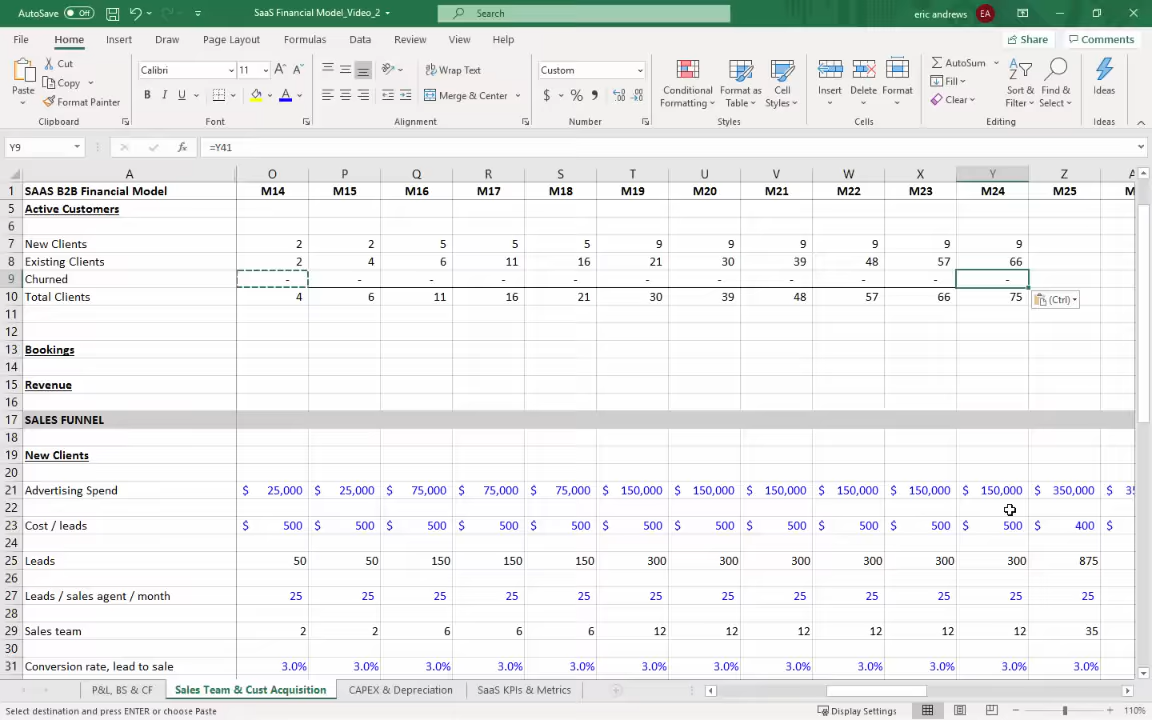 AutoSave Off SaaS Financial Model_Video_2 Search eric andrews EA
File Home Insert Draw Page Layout Formulas Data Review View Help Share Comments
Paste Cut Copy Format Painter Clipboard
Calibri 11 A A B I U A Font
Wrap Text Merge & Center Alignment
Custom $ % , Number
Conditional Formatting Format as Table Cell Styles Styles
Insert Delete Format Cells
AutoSum Fill Clear Sort & Filter Find & Select Editing
Ideas Ideas
Y9 fx =Y41
A O P Q R S T U V W X Y Z A
1 SAAS B2B Financial Model M14 M15 M16 M17 M18 M19 M20 M21 M22 M23 M24 M25 M
5 Active Customers
6
7 New Clients 2 2 5 5 5 9 9 9 9 9 9
8 Existing Clients 2 4 6 11 16 21 30 39 48 57 66
9 Churned - - - - - - - - - - -
10 Total Clients 4 6 11 16 21 30 39 48 57 66 75
(Ctrl)
11
12
13 Bookings
14
15 Revenue
16
17 SALES FUNNEL
18
19 New Clients
20
21 Advertising Spend $ 25,000 $ 25,000 $ 75,000 $ 75,000 $ 75,000 $ 150,000 $ 150,000 $ 150,000 $ 150,000 $ 150,000 $ 150,000 $ 350,000 $ 35
22
23 Cost / leads $ 500 $ 500 $ 500 $ 500 $ 500 $ 500 $ 500 $ 500 $ 500 $ 500 $ 500 $ 400 $
24
25 Leads 50 50 150 150 150 300 300 300 300 300 300 875
26
27 Leads / sales agent / month 25 25 25 25 25 25 25 25 25 25 25 25
28
29 Sales team 2 2 6 6 6 12 12 12 12 12 12 35
30
31 Conversion rate, lead to sale 3.0% 3.0% 3.0% 3.0% 3.0% 3.0% 3.0% 3.0% 3.0% 3.0% 3.0% 3.0%
P&L, BS & CF Sales Team & Cust Acquisition CAPEX & Depreciation SaaS KPIs & Metrics
Select destination and press ENTER or choose Paste Display Settings 110%